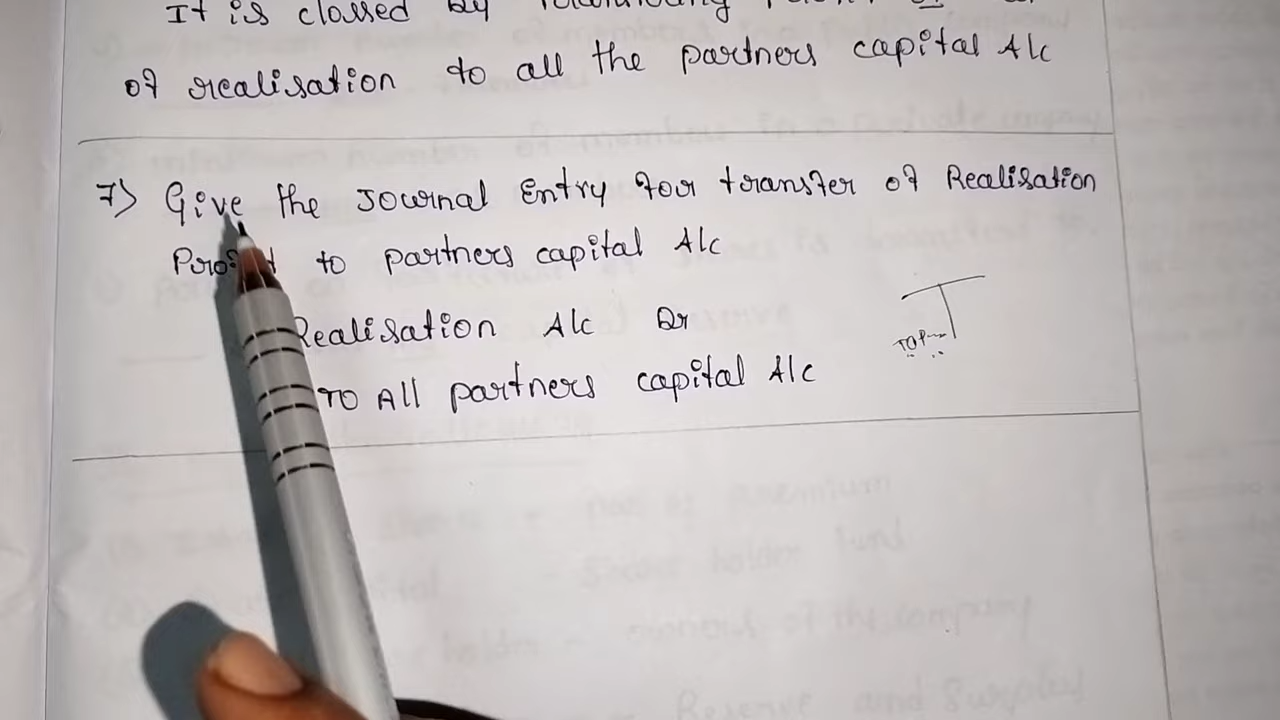 It is closed by
of realisation to all the partners capital A/c
7) Give the Journal Entry for transfer of Realisation
Profit to partners capital A/c
Realisation A/c Dr
TO All partners capital A/c